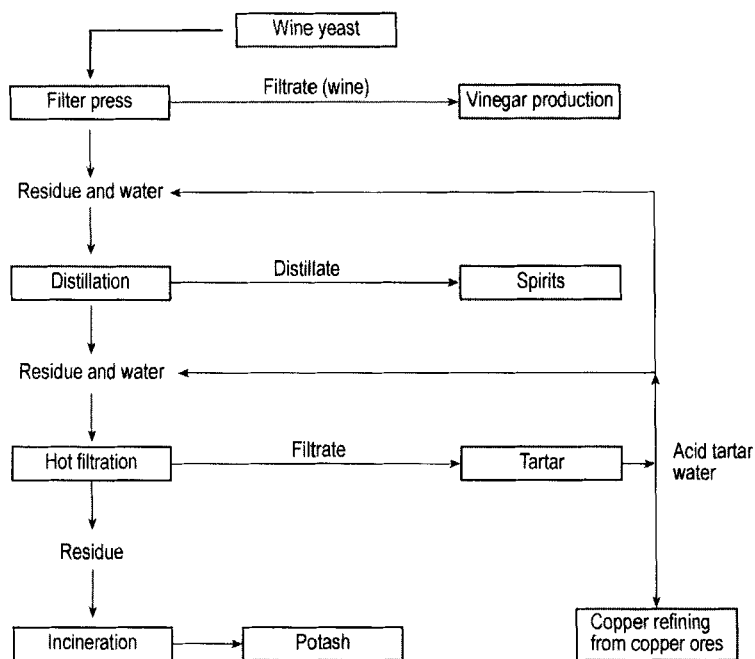 Wine yeast
Filter press
Filtrate (wine)
Vinegar production
Residue and water
Distillation
Distillate
Spirits
Residue and water
Hot filtration
Filtrate
Tartar
Acid tartar
water
Residue
Incineration
Potash
Copper refining
from copper ores